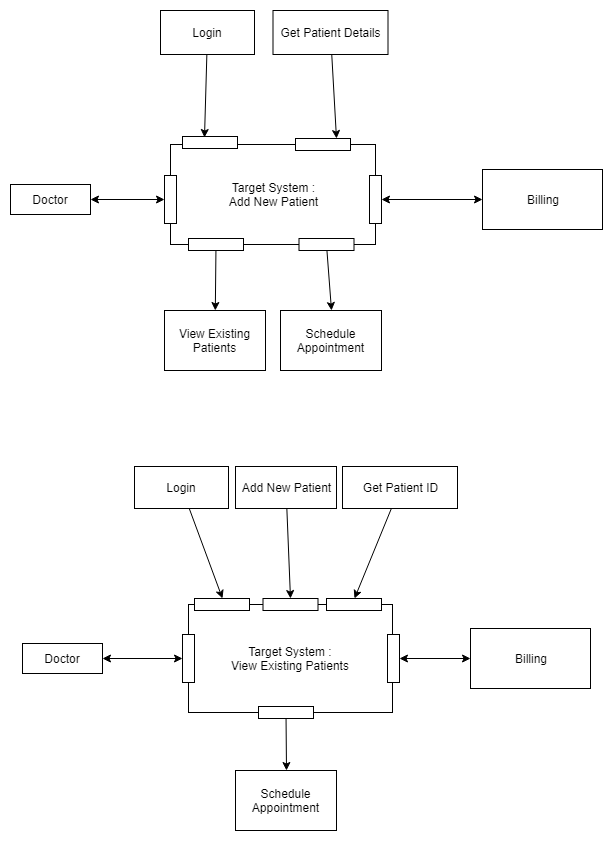 Login
Get Patient Details
Target System :
Add New Patient
Doctor
Billing
View Existing
Patients
Schedule
Appointment
Login
Add New Patient
Get Patient ID
Target System :
View Existing Patients
Doctor
Billing
Schedule
Appointment